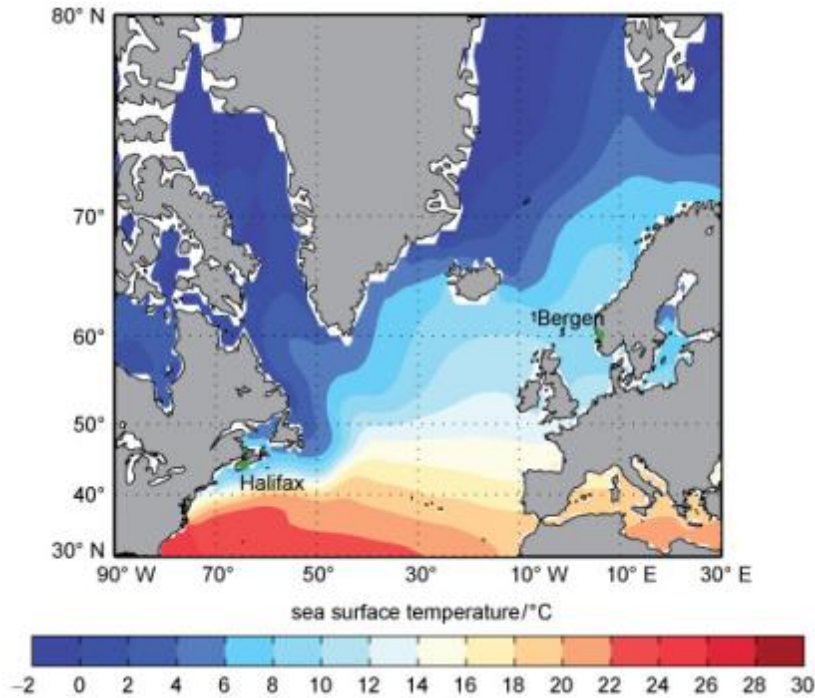 80° N
70°
60°
50°
40°
30° N
Bergen
Halifax
90° W 70° 50° 30° 10° W 10° E 30° E
sea surface temperature/°C
−2 0 2 4 6 8 10 12 14 16 18 20 22 24 26 28 30